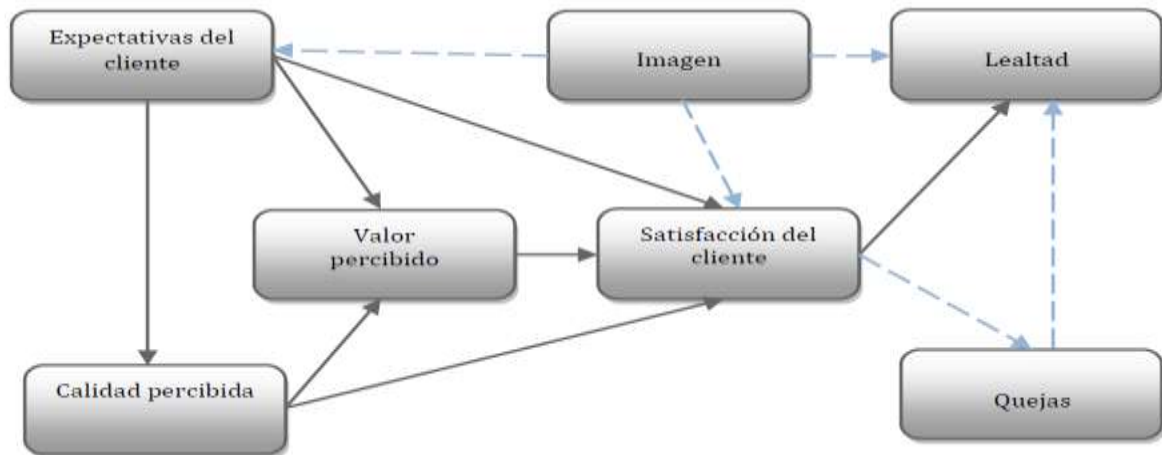 Expectativas del
cliente
Imagen
Lealtad
Valor
percibido
Satisfacción del
cliente
Calidad percibida
Quejas